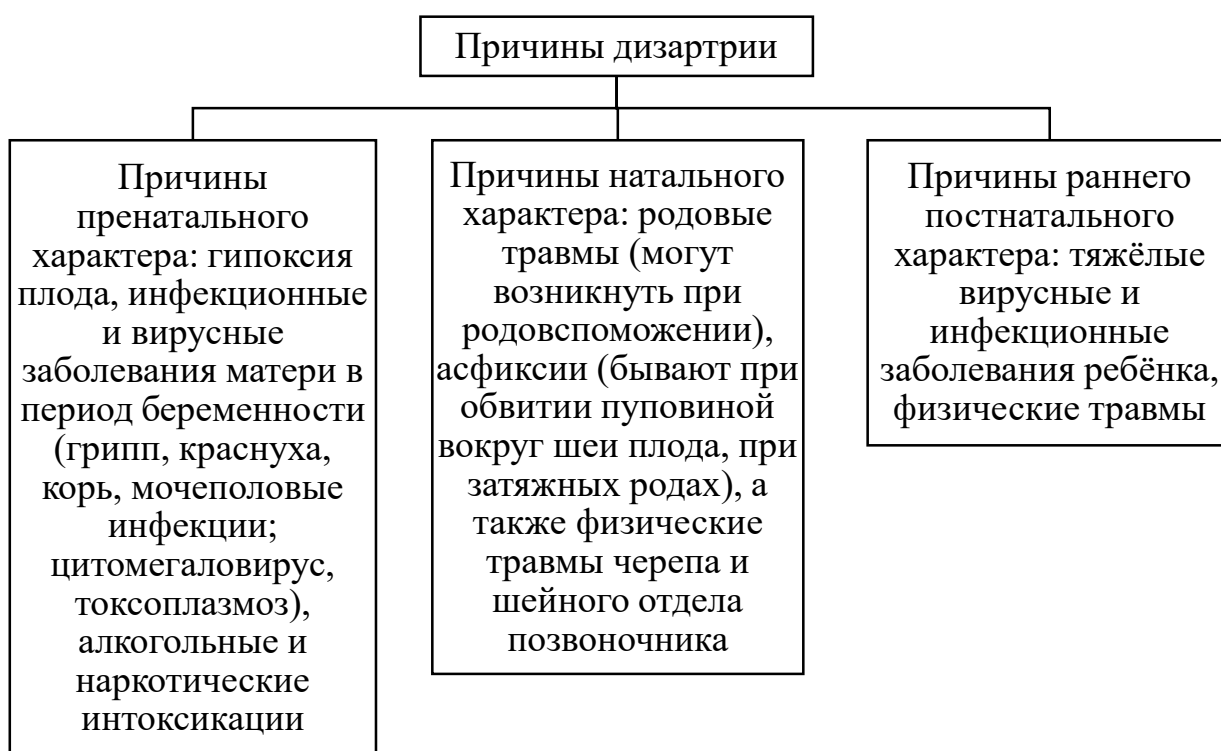 Причины дизартрии
Причины
пренатального
характера: гипоксия
плода, инфекционные
и вирусные
заболевания матери в
период беременности
(грипп, краснуха,
корь, мочеполовые
инфекции;
цитомегаловирус,
токсоплазмоз),
алкогольные и
наркотические
интоксикации
Причины натального
характера: родовые
травмы (могут
возникнуть при
родовспоможении),
асфиксии (бывают при
обвитии пуповиной
вокруг шеи плода, при
затяжных родах), а
также физические
травмы черепа и
шейного отдела
позвоночника
Причины раннего
постнатального
характера: тяжёлые
вирусные и
инфекционные
заболевания ребёнка,
физические травмы